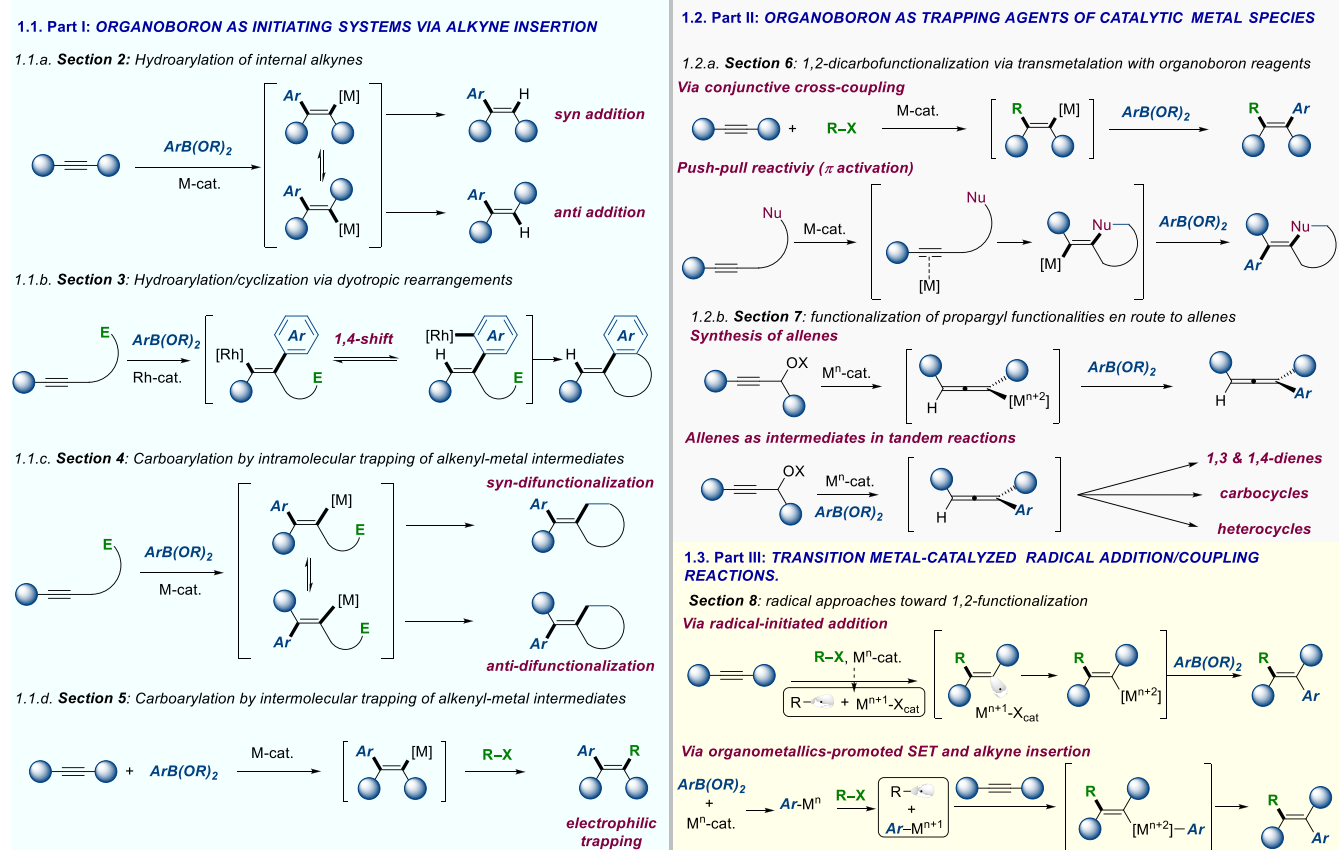 1.1. Part I: ORGANOBORON AS INITIATING SYSTEMS VIA ALKYNE INSERTION
1.1.a. Section 2: Hydroarylation of internal alkynes
Ar [M]
Ar H
syn addition
ArB(OR)2
M-cat.
Ar
[M]
Ar
H
anti addition
1.1.b. Section 3: Hydroarylation/cyclization via dyotropic rearrangements
E
ArB(OR)2
Rh-cat.
[Rh]
Ar
E
1,4-shift
[Rh]
Ar
H
E
H
Ar
1.1.c. Section 4: Carboarylation by intramolecular trapping of alkenyl-metal intermediates
syn-difunctionalization
E
ArB(OR)2
M-cat.
Ar [M]
E
Ar
[M]
E
Ar
Ar
anti-difunctionalization
1.1.d. Section 5: Carboarylation by intermolecular trapping of alkenyl-metal intermediates
+ ArB(OR)2
M-cat.
Ar [M]
R–X
Ar R
electrophilic
trapping
1.2. Part II: ORGANOBORON AS TRAPPING AGENTS OF CATALYTIC METAL SPECIES
1.2.a. Section 6: 1,2-dicarbofunctionalization via transmetalation with organoboron reagents
Via conjunctive cross-coupling
+ R–X
M-cat.
R [M]
ArB(OR)2
R Ar
Push-pull reactiviy (π activation)
Nu
M-cat.
Nu
[M]
Nu
[M]
ArB(OR)2
Nu
Ar
1.2.b. Section 7: functionalization of propargyl functionalities en route to allenes
Synthesis of allenes
OX
Mn-cat.
H
[Mn+2]
ArB(OR)2
H
Ar
Allenes as intermediates in tandem reactions
OX
Mn-cat.
ArB(OR)2
H
Ar
1,3 & 1,4-dienes
carbocycles
heterocycles
1.3. Part III: TRANSITION METAL-CATALYZED RADICAL ADDITION/COUPLING
REACTIONS.
Section 8: radical approaches toward 1,2-functionalization
Via radical-initiated addition
R–X, Mn-cat.
R– + Mn+1-Xcat
R
Mn+1-Xcat
R
[Mn+2]
ArB(OR)2
R
Ar
Via organometallics-promoted SET and alkyne insertion
ArB(OR)2
+
Mn-cat.
Ar-Mn
R–X
R–
+
Ar–Mn+1
R
[Mn+2]–Ar
R
Ar